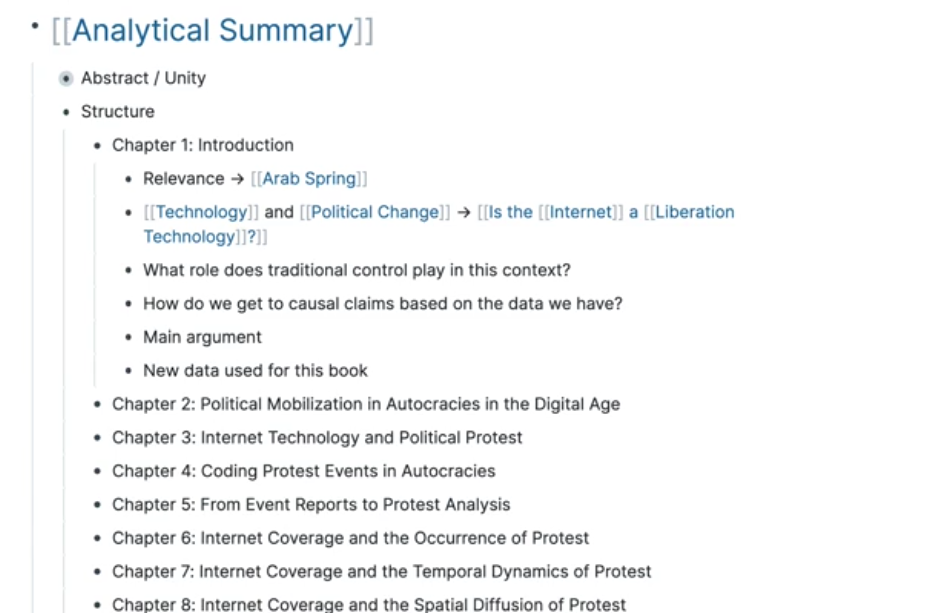 [[Analytical Summary]]
Abstract / Unity
Structure
Chapter 1: Introduction
Relevance → [[Arab Spring]]
[[Technology]] and [[Political Change]] → [[Is the [[Internet]] a [[Liberation
Technology]]?]]
What role does traditional control play in this context?
How do we get to causal claims based on the data we have?
Main argument
New data used for this book
Chapter 2: Political Mobilization in Autocracies in the Digital Age
Chapter 3: Internet Technology and Political Protest
Chapter 4: Coding Protest Events in Autocracies
Chapter 5: From Event Reports to Protest Analysis
Chapter 6: Internet Coverage and the Occurrence of Protest
Chapter 7: Internet Coverage and the Temporal Dynamics of Protest
Chapter 8: Internet Coverage and the Spatial Diffusion of Protest